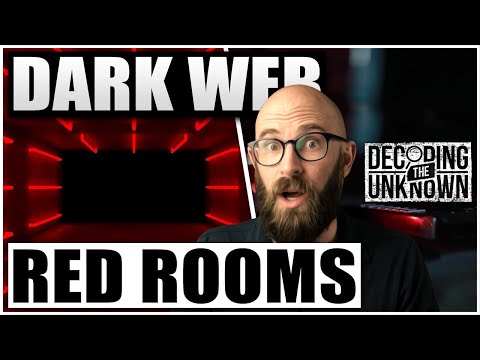 DARK WEB
DECODING
THE
UNKNOWN
RED ROOMS